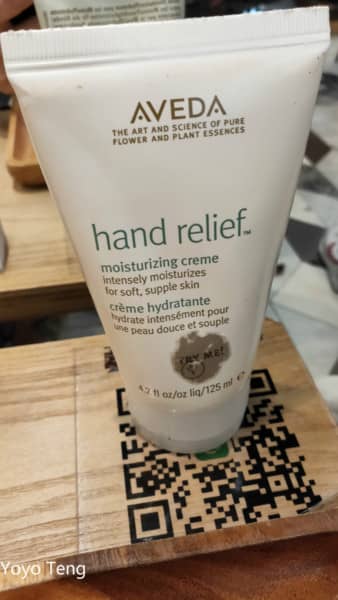 AVEDA
THE ART AND SCIENCE OF PURE
FLOWER AND PLANT ESSENCES
hand relief™
moisturizing creme
intensely moisturizes
for soft, supple skin
crème hydratante
hydrate intensément pour
une peau douce et souple
TRY ME!
4.2 fl oz/oz liq/125 ml e
Yoyo Teng